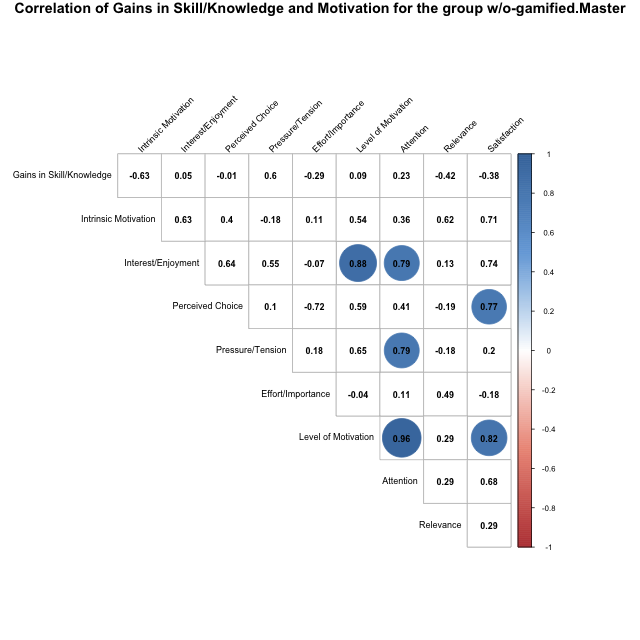 Correlation of Gains in Skill/Knowledge and Motivation for the group w/o-gamified.Master
Intrinsic Motivation
Interest/Enjoyment
Perceived Choice
Pressure/Tension
Effort/Importance
Level of Motivation
Attention
Relevance
Satisfaction
Gains in Skill/Knowledge -0.63 0.05 -0.01 0.6 -0.29 0.09 0.23 -0.42 -0.38
Intrinsic Motivation 0.63 0.4 -0.18 0.11 0.54 0.36 0.62 0.71
Interest/Enjoyment 0.64 0.55 -0.07 0.88 0.79 0.13 0.74
Perceived Choice 0.1 -0.72 0.59 0.41 -0.19 0.77
Pressure/Tension 0.18 0.65 0.79 -0.18 0.2
Effort/Importance -0.04 0.11 0.49 -0.18
Level of Motivation 0.96 0.29 0.82
Attention 0.29 0.68
Relevance 0.29
1
0.8
0.6
0.4
0.2
0
-0.2
-0.4
-0.6
-0.8
-1